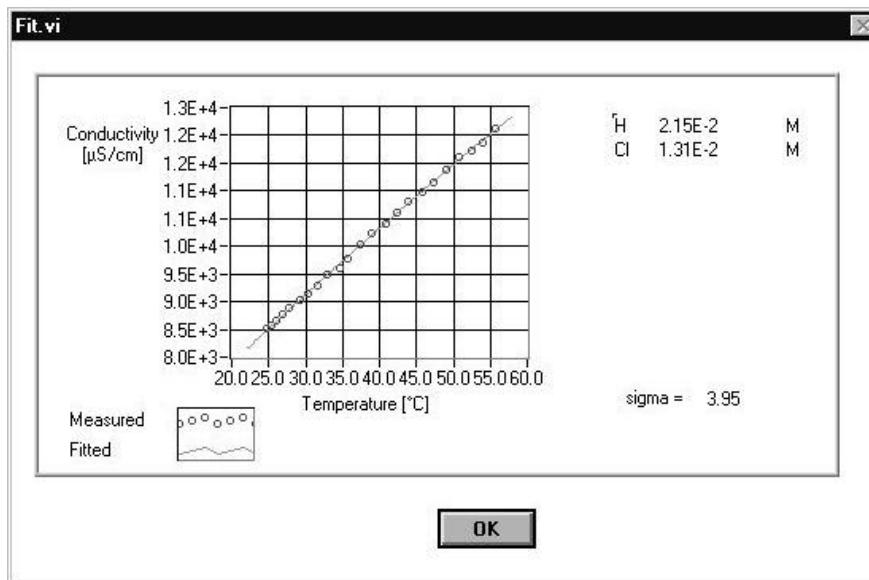 Fit.vi
Conductivity
[µS/cm]
1.3E+4
1.2E+4
1.2E+4
1.1E+4
1.1E+4
1.0E+4
9.5E+3
9.0E+3
8.5E+3
8.0E+3
20.0 25.0 30.0 35.0 40.0 45.0 50.0 55.0 60.0
Temperature [°C]
H 2.15E-2 M
Cl 1.31E-2 M
sigma = 3.95
Measured
Fitted
OK